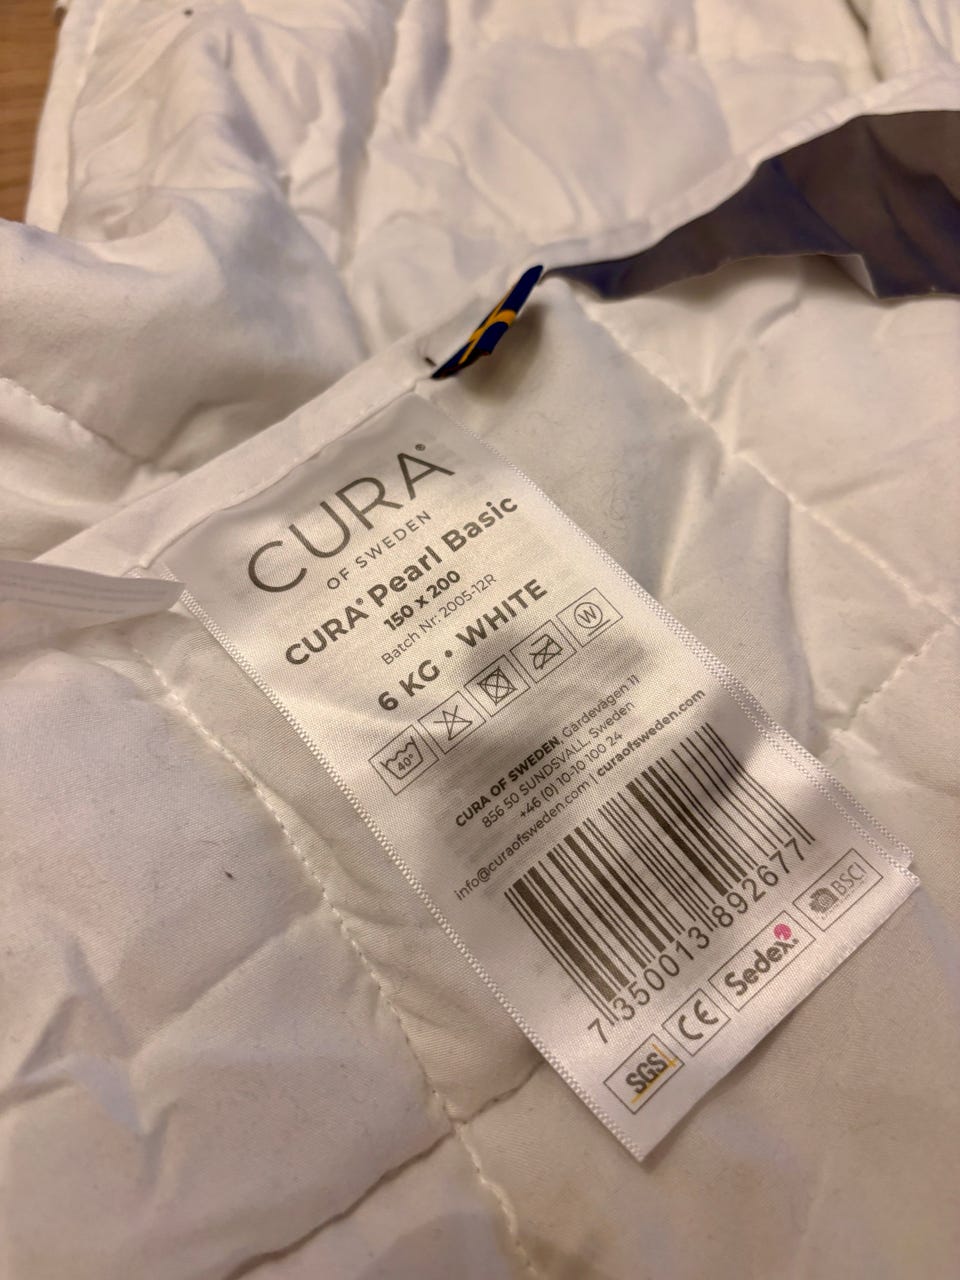 CURA®
OF SWEDEN
CURA® Pearl Basic
150 x 200
Batch Nr: 2005-12R
6 KG • WHITE
40°
W
CURA OF SWEDEN, Gärdevägen 11
856 50 SUNDSVALL, Sweden
+46 (0) 10-10 100 24
info@curaofsweden.com | curaofsweden.com
7 350013 892677
SGS CE Sedex BSCI